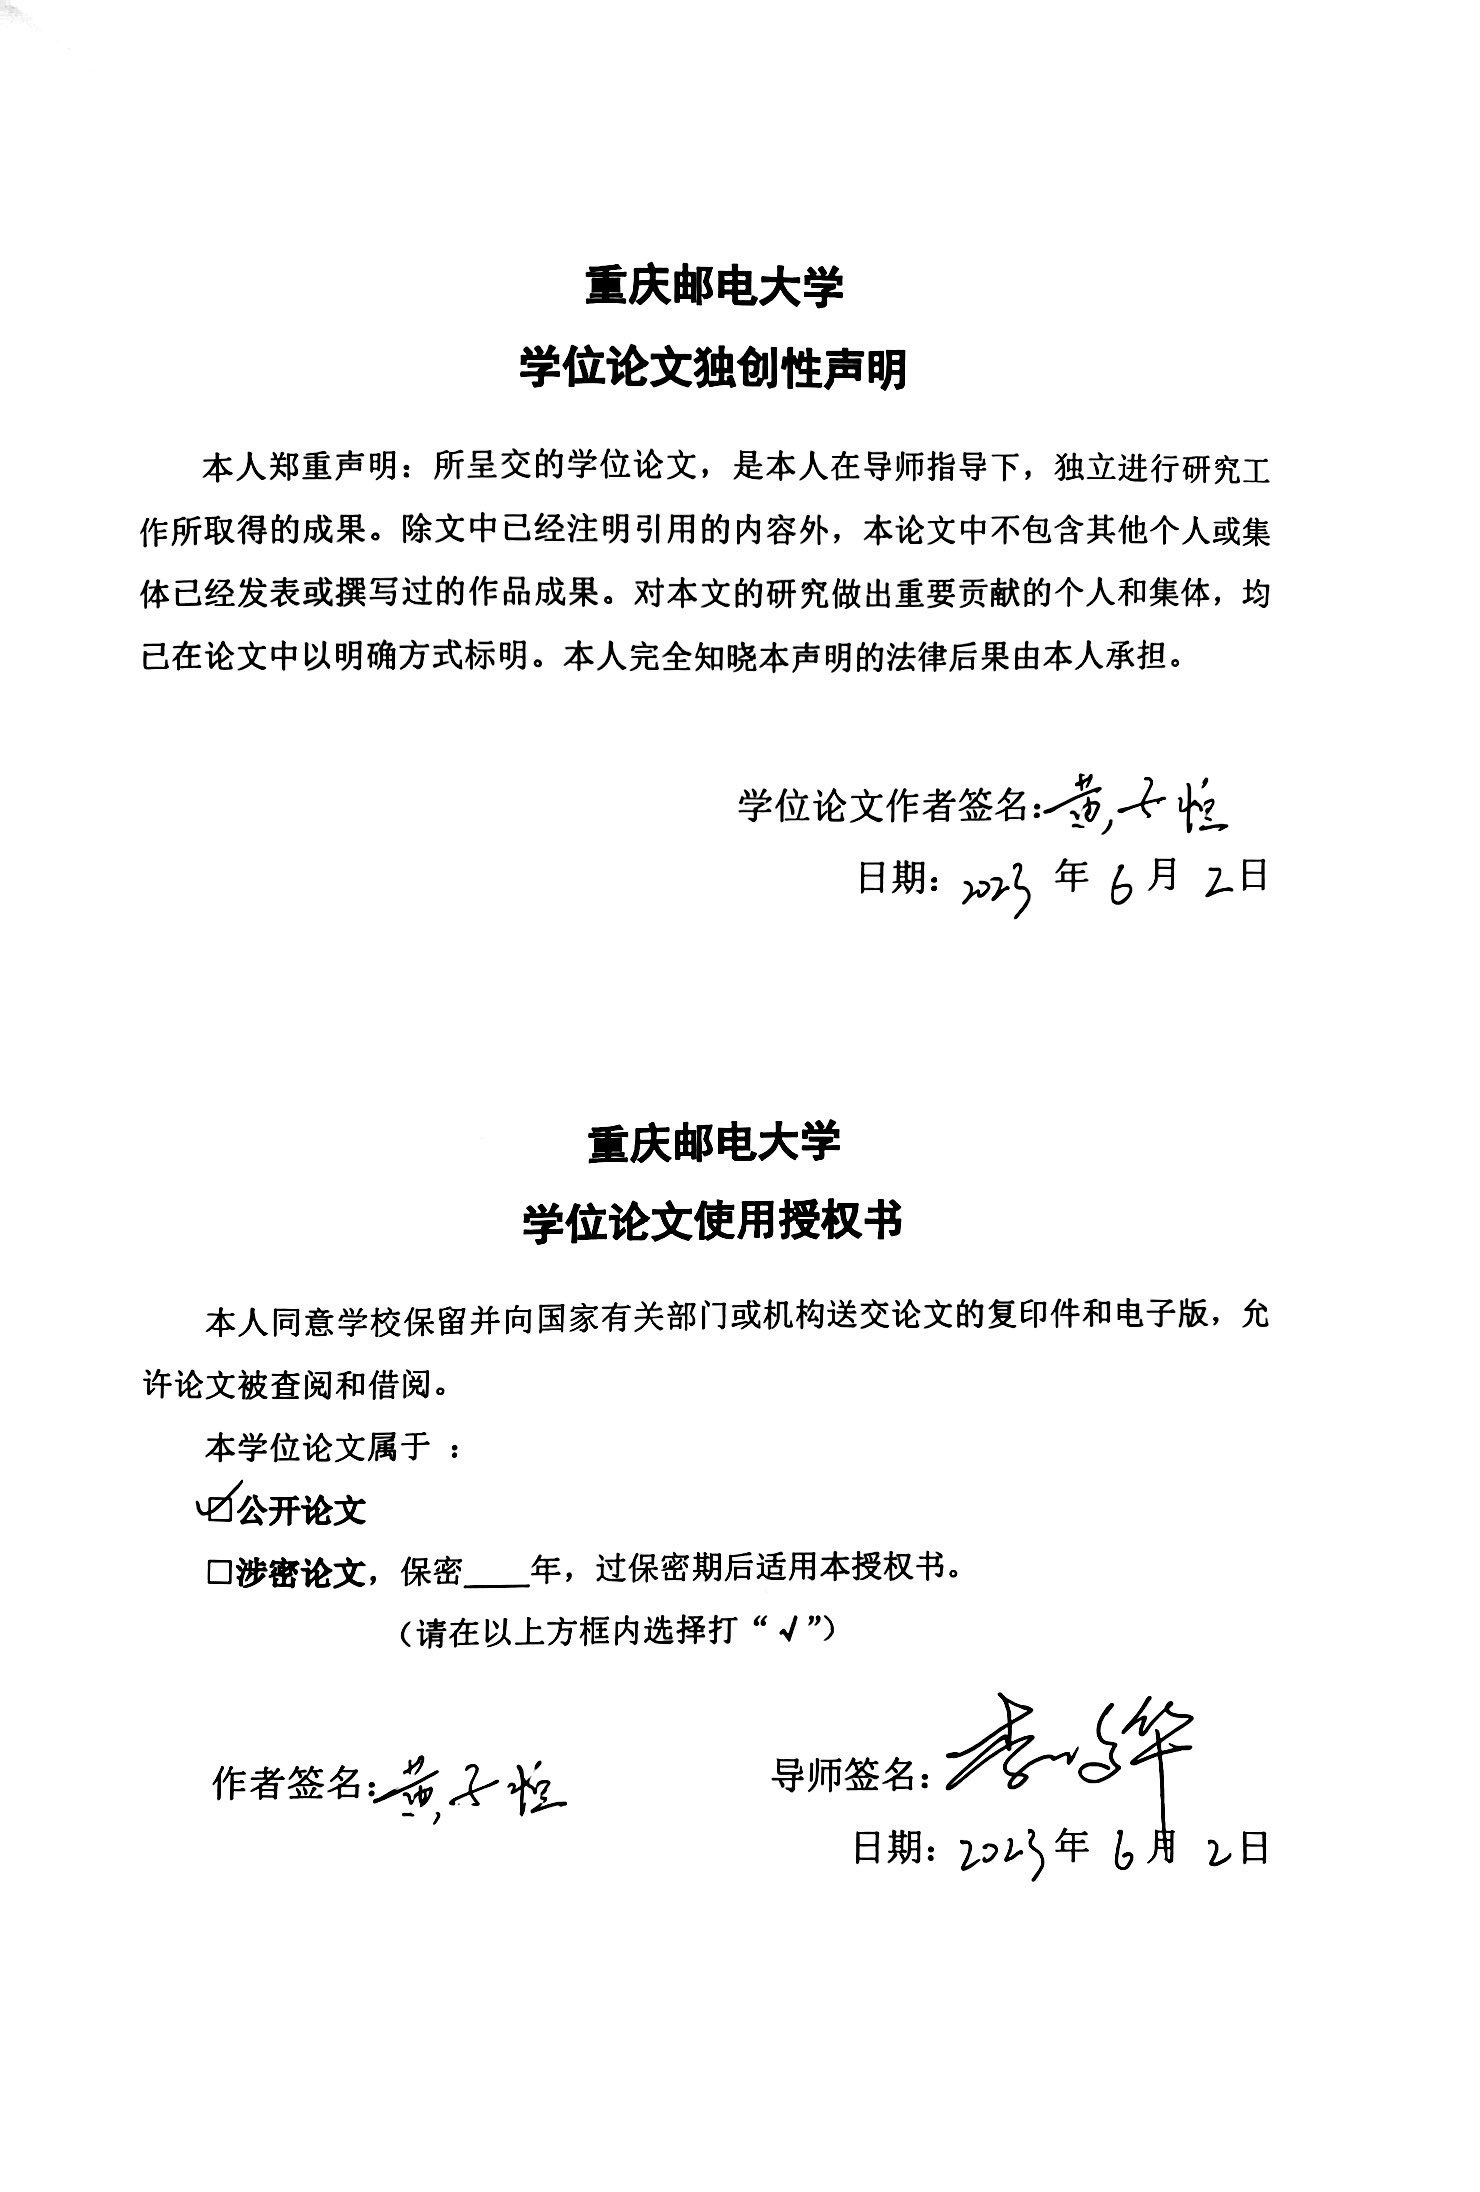 重庆邮电大学
学位论文独创性声明
本人郑重声明：所呈交的学位论文，是本人在导师指导下，独立进行研究工
作所取得的成果。除文中已经注明引用的内容外，本论文中不包含其他个人或集
体已经发表或撰写过的作品成果。对本文的研究做出重要贡献的个人和集体，均
已在论文中以明确方式标明。本人完全知晓本声明的法律后果由本人承担。
学位论文作者签名：黄子恒
日期：2023 年 6 月 2 日
重庆邮电大学
学位论文使用授权书
本人同意学校保留并向国家有关部门或机构送交论文的复印件和电子版，允
许论文被查阅和借阅。
本学位论文属于 ：
☑公开论文
□涉密论文，保密____年，过保密期后适用本授权书。
（请在以上方框内选择打“√”）
作者签名：黄子恒 导师签名：
日期：2023 年 6 月 2 日